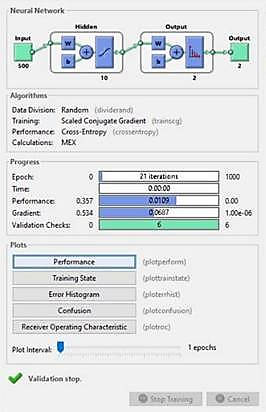 Neural Network
Hidden Output
Input Output
W W
b b
500 10 2 2
Algorithms
Data Division: Random (dividerand)
Training: Scaled Conjugate Gradient (trainscg)
Performance: Cross-Entropy (crossentropy)
Calculations: MEX
Progress
Epoch: 0 21 iterations 1000
Time: 0:00:00
Performance: 0.357 0.0109 0.00
Gradient: 0.534 0.0687 1.00e-06
Validation Checks: 0 6 6
Plots
Performance (plotperform)
Training State (plottrainstate)
Error Histogram (ploterrhist)
Confusion (plotconfusion)
Receiver Operating Characteristic (plotroc)
Plot Interval: 1 epochs
Validation stop.
Stop Training Cancel